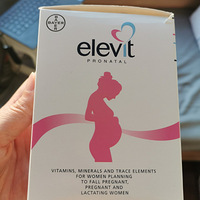 BAYER
elevit
PRONATAL
VITAMINS, MINERALS AND TRACE ELEMENTS
FOR WOMEN PLANNING
TO FALL PREGNANT,
PREGNANT AND
LACTATING WOMEN